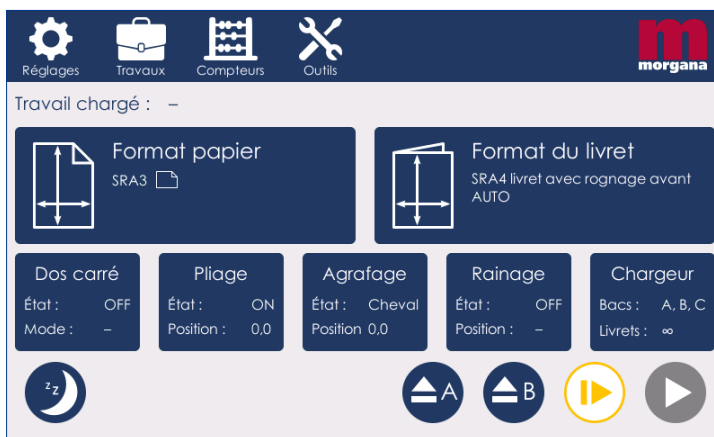 Réglages
Travaux
Compteurs
Outils
morgana
Travail chargé : –
Format papier
SRA3
Format du livret
SRA4 livret avec rognage avant
AUTO
Dos carré
État : OFF
Mode : –
Pliage
État : ON
Position : 0,0
Agrafage
État : Cheval
Position 0,0
Rainage
État : OFF
Position : –
Chargeur
Bacs : A, B, C
Livrets : ∞
zz
A
B